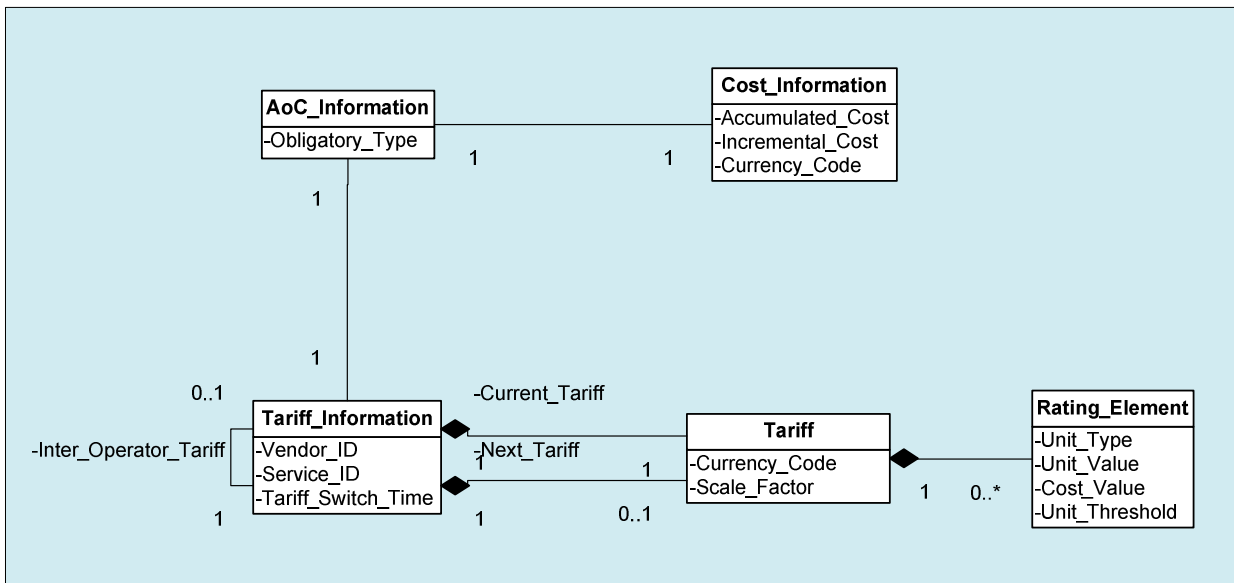 Cost_Information
-Accumulated_Cost
-Incremental_Cost
-Currency_Code
AoC_Information
-Obligatory_Type
1
1
1
1
0..1
-Inter_Operator_Tariff
1
Tariff_Information
-Vendor_ID
-Service_ID
-Tariff_Switch_Time
-Current_Tariff
-Next_Tariff
1
1
1
0..1
Tariff
-Currency_Code
-Scale_Factor
1
0..*
Rating_Element
-Unit_Type
-Unit_Value
-Cost_Value
-Unit_Threshold